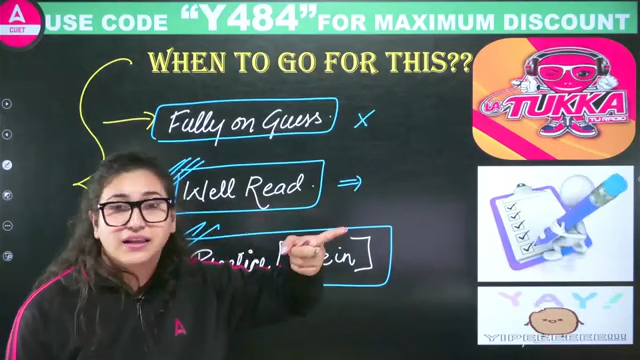 A
CUET
USE CODE "Y484" FOR MAXIMUM DISCOUNT
WHEN TO GO FOR THIS??
Fully on Guess. X
Well Read.
LA
TUKKA
TU RADIO
YAY!
A